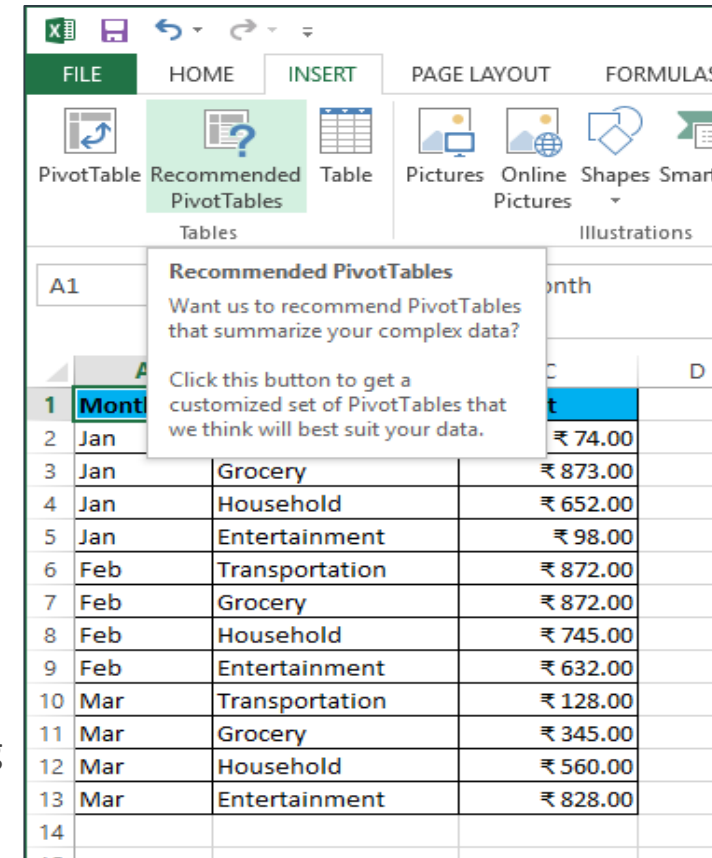 FILE HOME INSERT PAGE LAYOUT FORMULAS
PivotTable Recommended PivotTables Table Pictures Online Pictures Shapes Smart
Tables Illustrations
A1 onth
Recommended PivotTables
Want us to recommend PivotTables
that summarize your complex data?
Click this button to get a
customized set of PivotTables that
we think will best suit your data.
A C D
1 Month t
2 Jan ₹ 74.00
3 Jan Grocery ₹ 873.00
4 Jan Household ₹ 652.00
5 Jan Entertainment ₹ 98.00
6 Feb Transportation ₹ 872.00
7 Feb Grocery ₹ 872.00
8 Feb Household ₹ 745.00
9 Feb Entertainment ₹ 632.00
10 Mar Transportation ₹ 128.00
11 Mar Grocery ₹ 345.00
12 Mar Household ₹ 560.00
13 Mar Entertainment ₹ 828.00
14